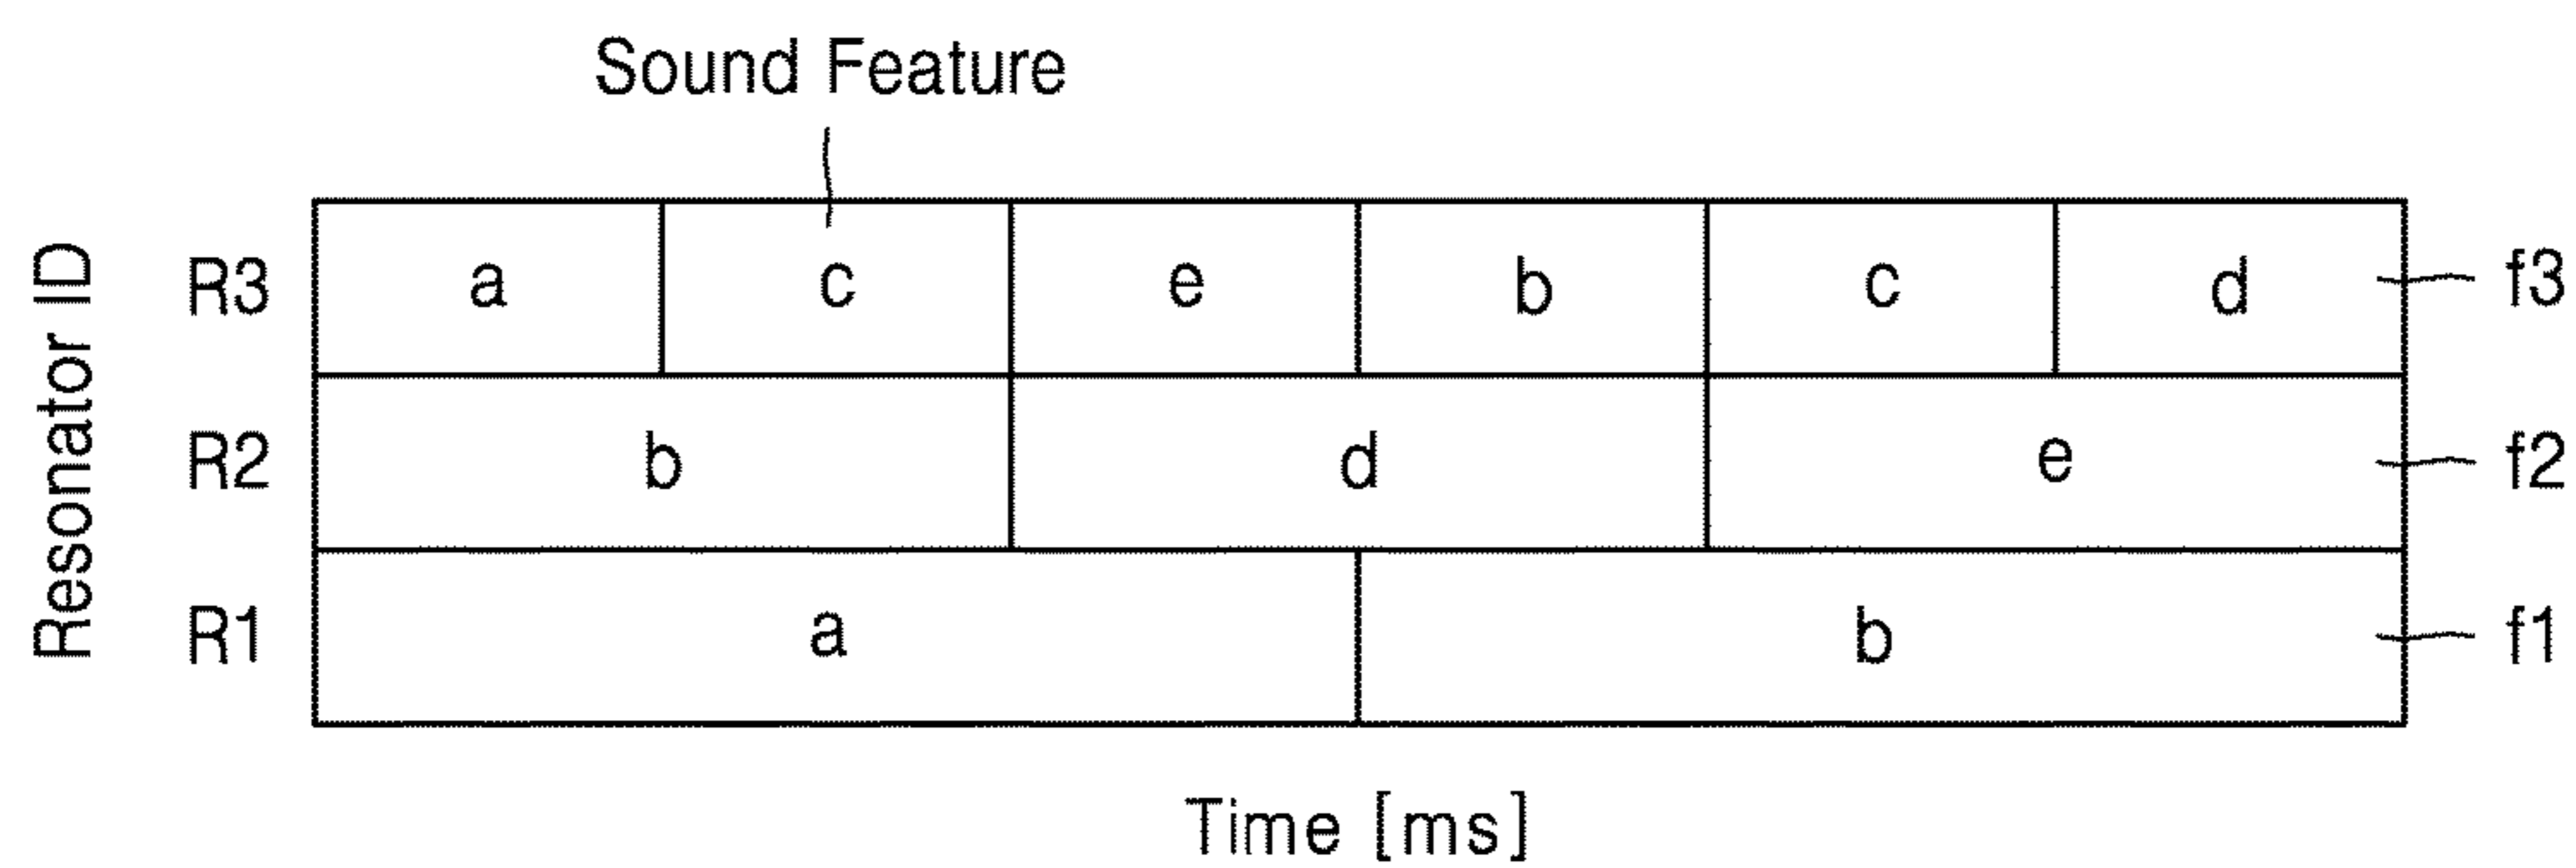 Sound Feature
Resonator ID
R3 a c e b c d f3
R2 b d e f2
R1 a b f1
Time [ms]